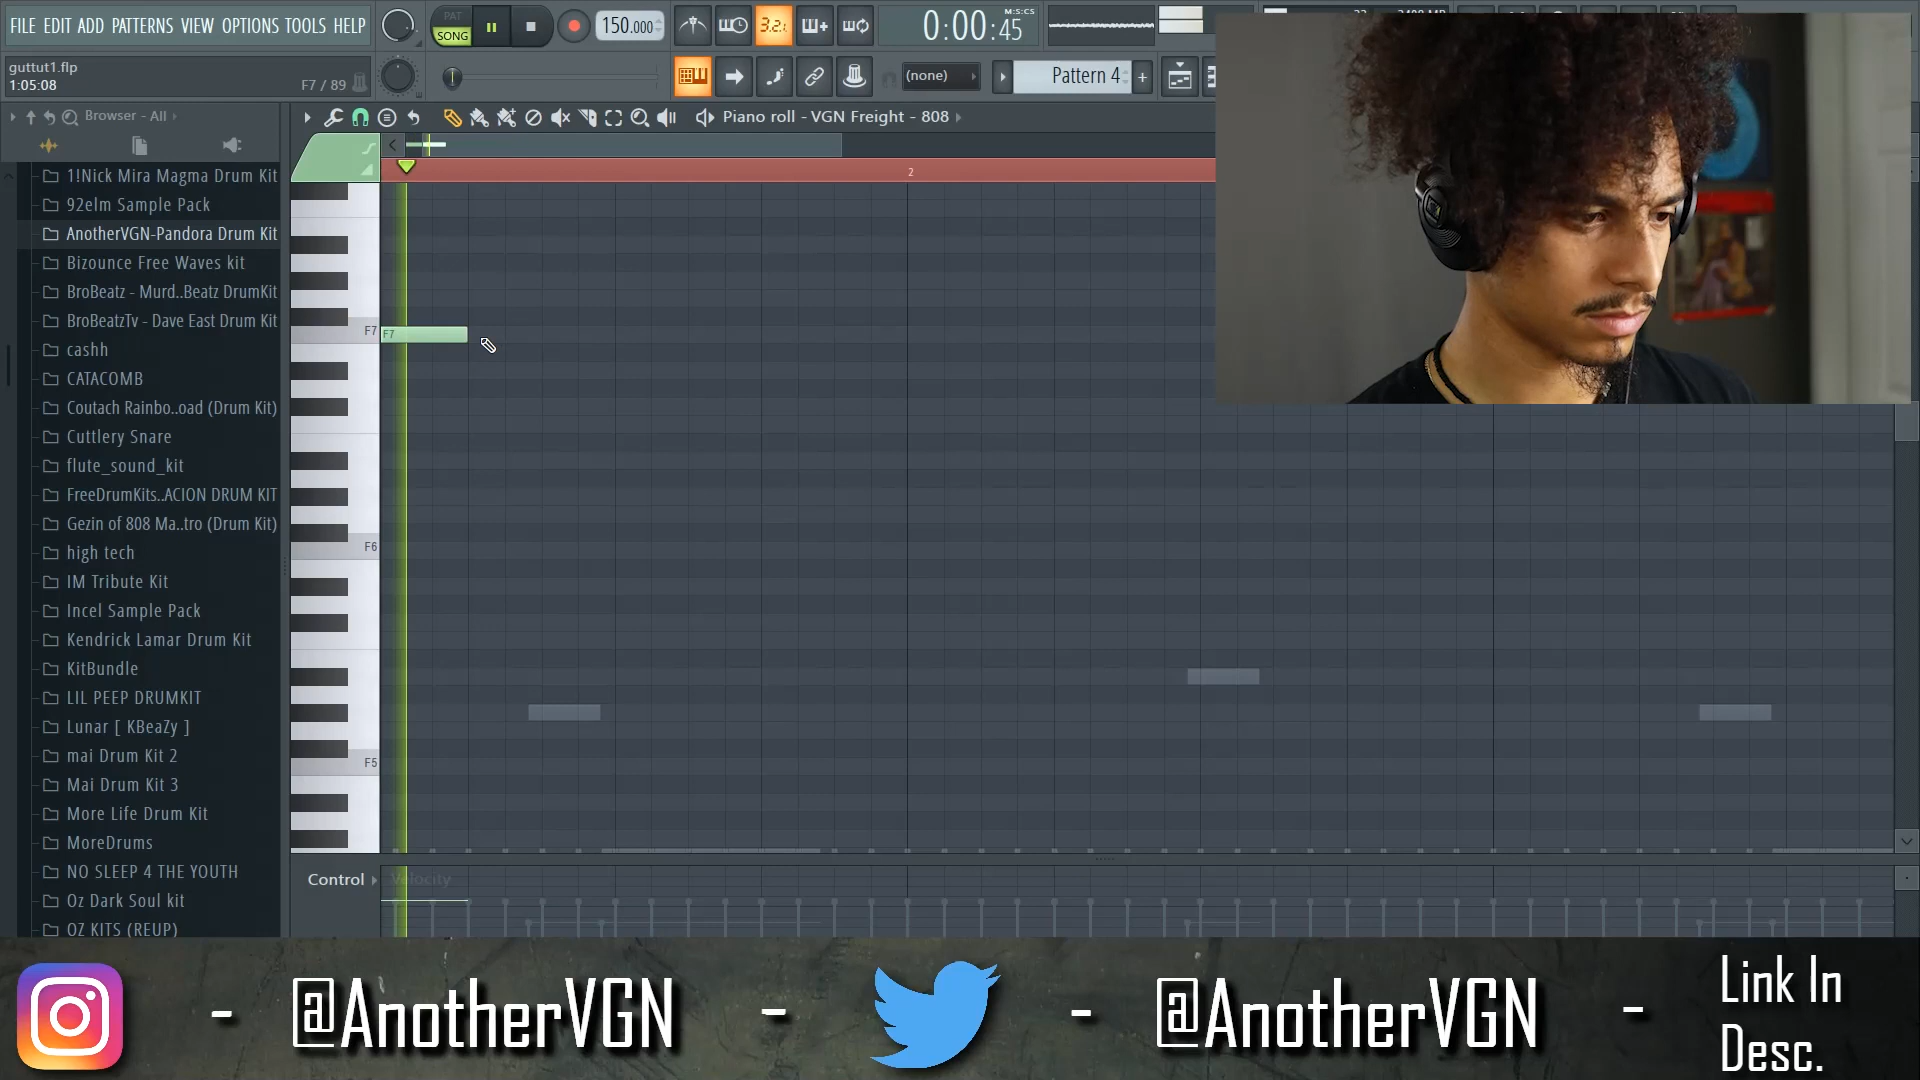 FILE EDIT ADD PATTERNS VIEW OPTIONS TOOLS HELP
PAT
SONG
150.000
3.2.
0:00:45
M:S:CS
guttut1.flp
1:05:08
F7 / 89
(none)
Pattern 4
Browser - All
Piano roll - VGN Freight - 808
2
1!Nick Mira Magma Drum Kit
92elm Sample Pack
AnotherVGN-Pandora Drum Kit
Bizounce Free Waves kit
BroBeatz - Murd..Beatz DrumKit
BroBeatzTv - Dave East Drum Kit
cashh
CATACOMB
Coutach Rainbo..oad (Drum Kit)
Cuttlery Snare
flute_sound_kit
FreeDrumKits..ACION DRUM KIT
Gezin of 808 Ma..tro (Drum Kit)
high tech
IM Tribute Kit
Incel Sample Pack
Kendrick Lamar Drum Kit
KitBundle
LIL PEEP DRUMKIT
Lunar [ KBeaZy ]
mai Drum Kit 2
Mai Drum Kit 3
More Life Drum Kit
MoreDrums
NO SLEEP 4 THE YOUTH
Oz Dark Soul kit
OZ KITS (REUP)
F7
F7
F6
F5
Control
Velocity
- @AnotherVGN - - @AnotherVGN - Link In
Desc.